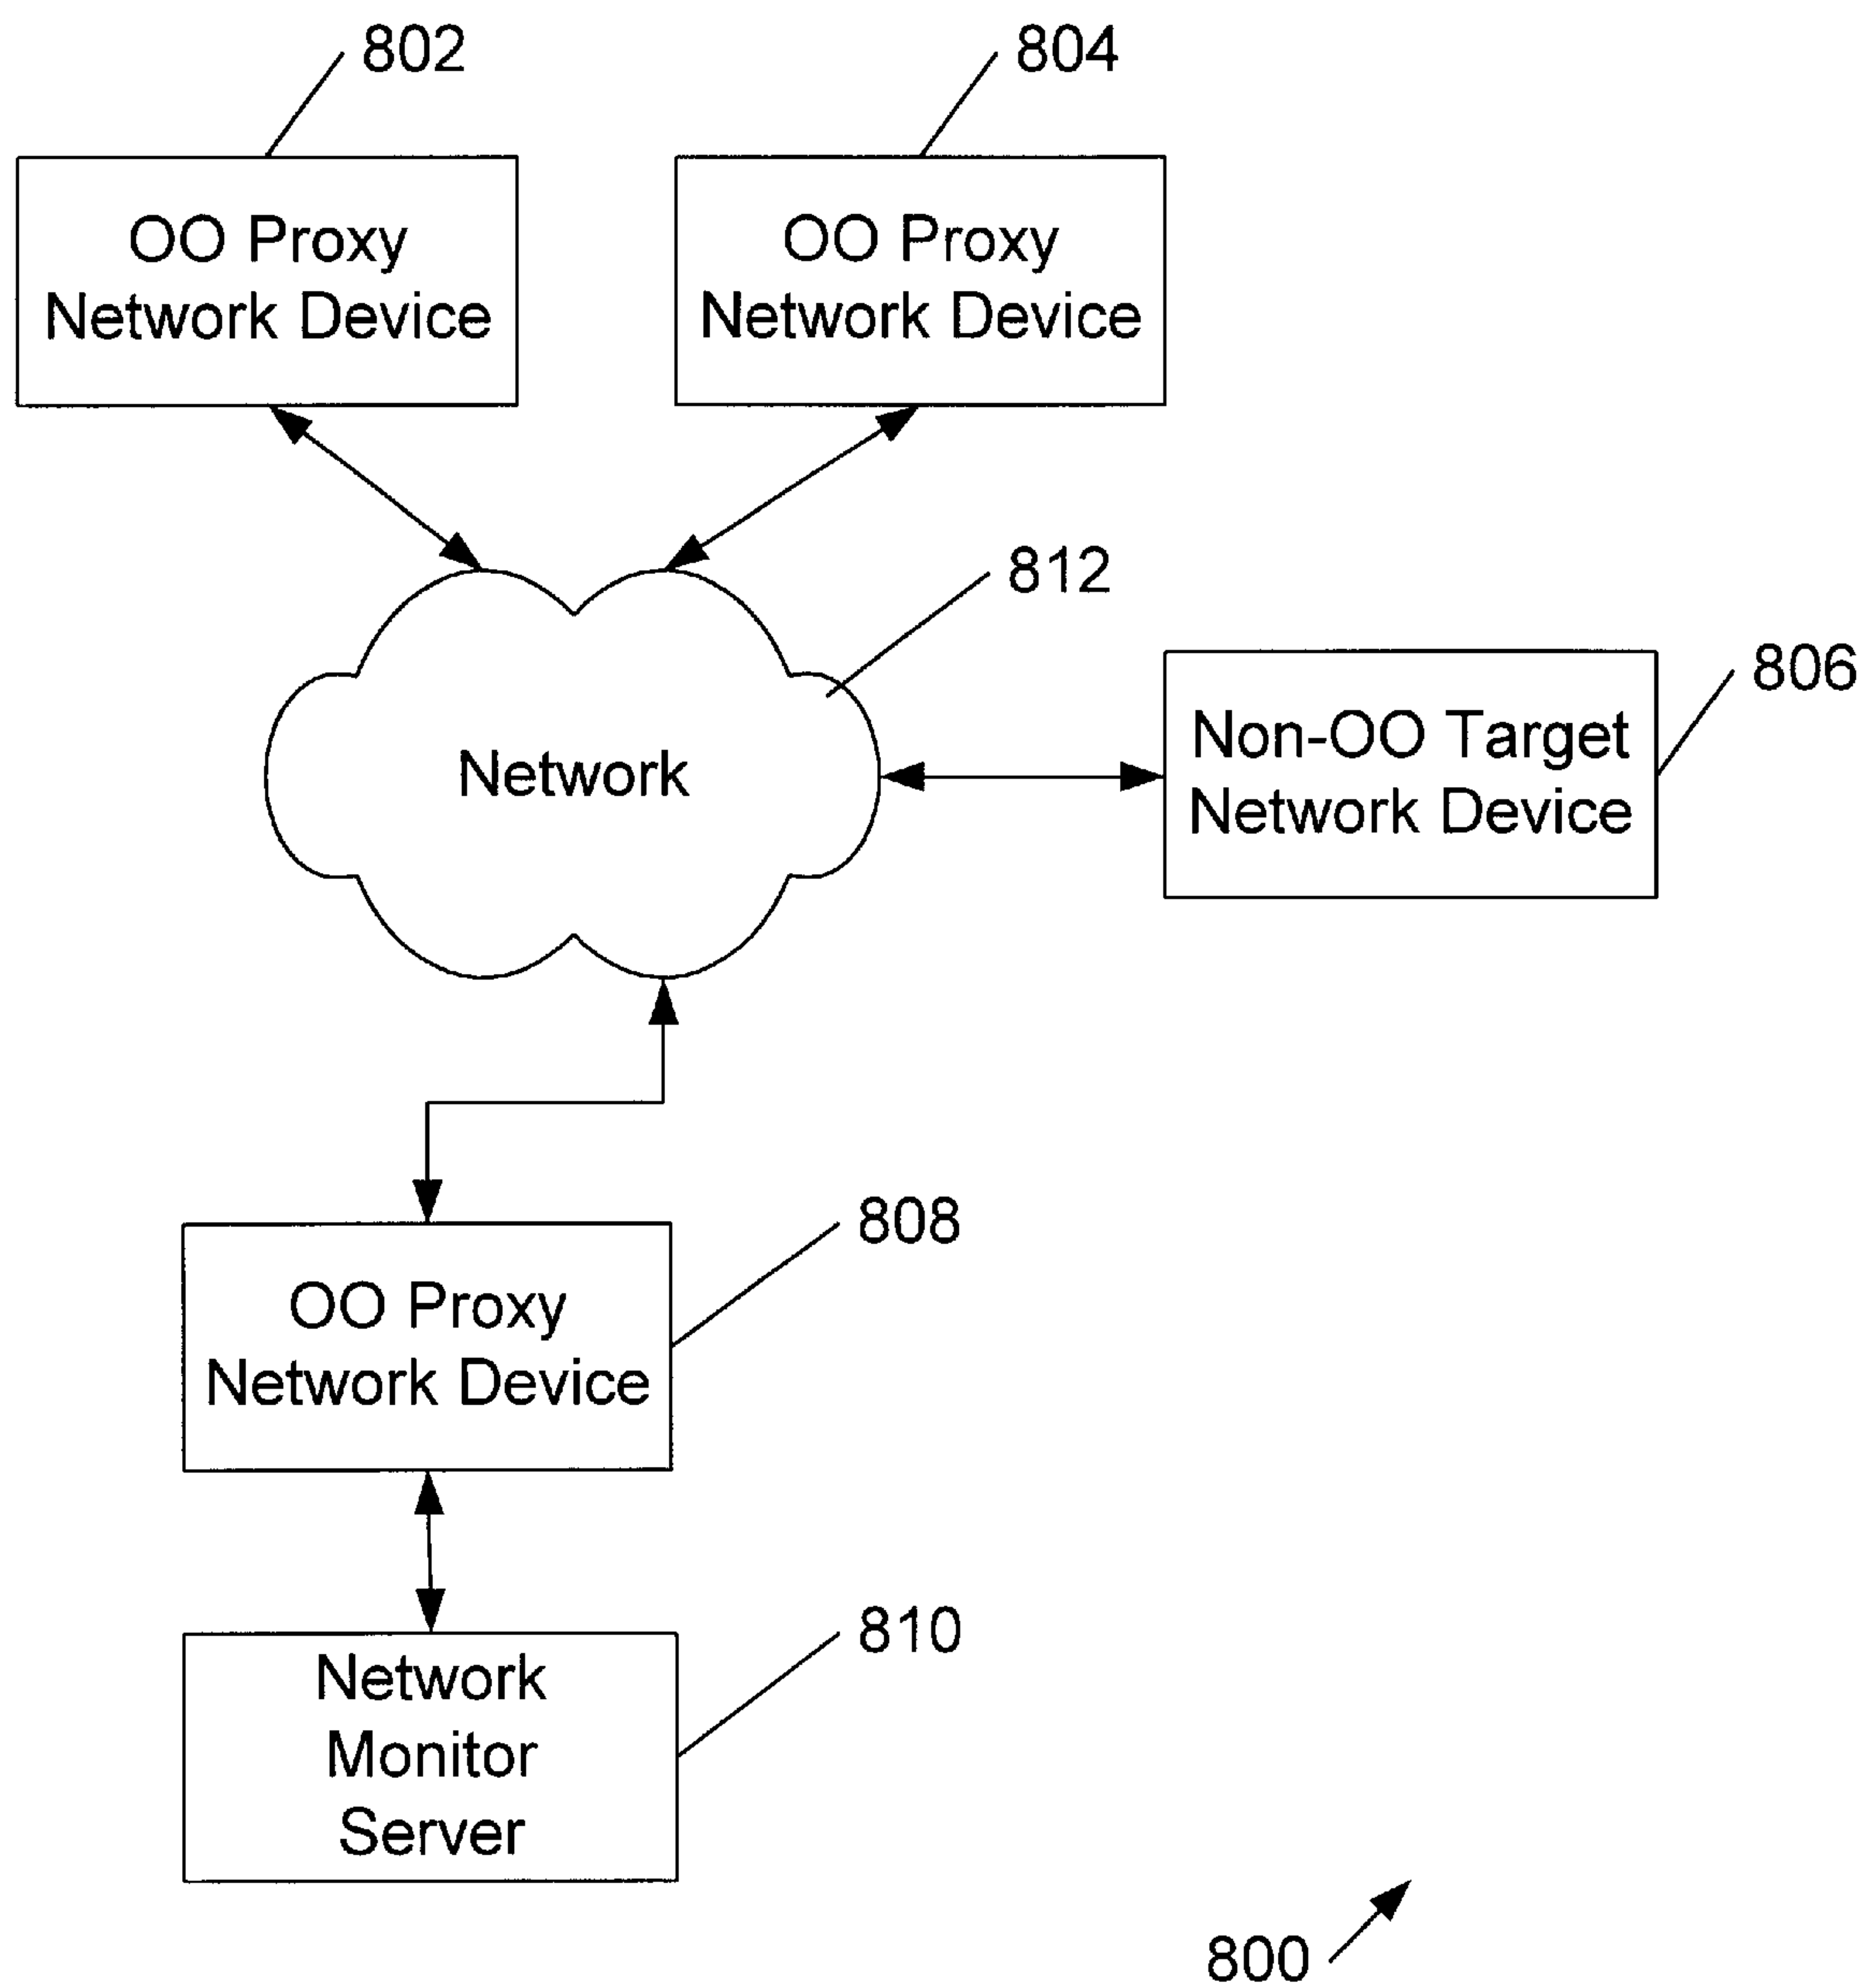 802
804
OO Proxy
Network Device
OO Proxy
Network Device
812
806
Network
Non-OO Target
Network Device
808
OO Proxy
Network Device
810
Network
Monitor
Server
800